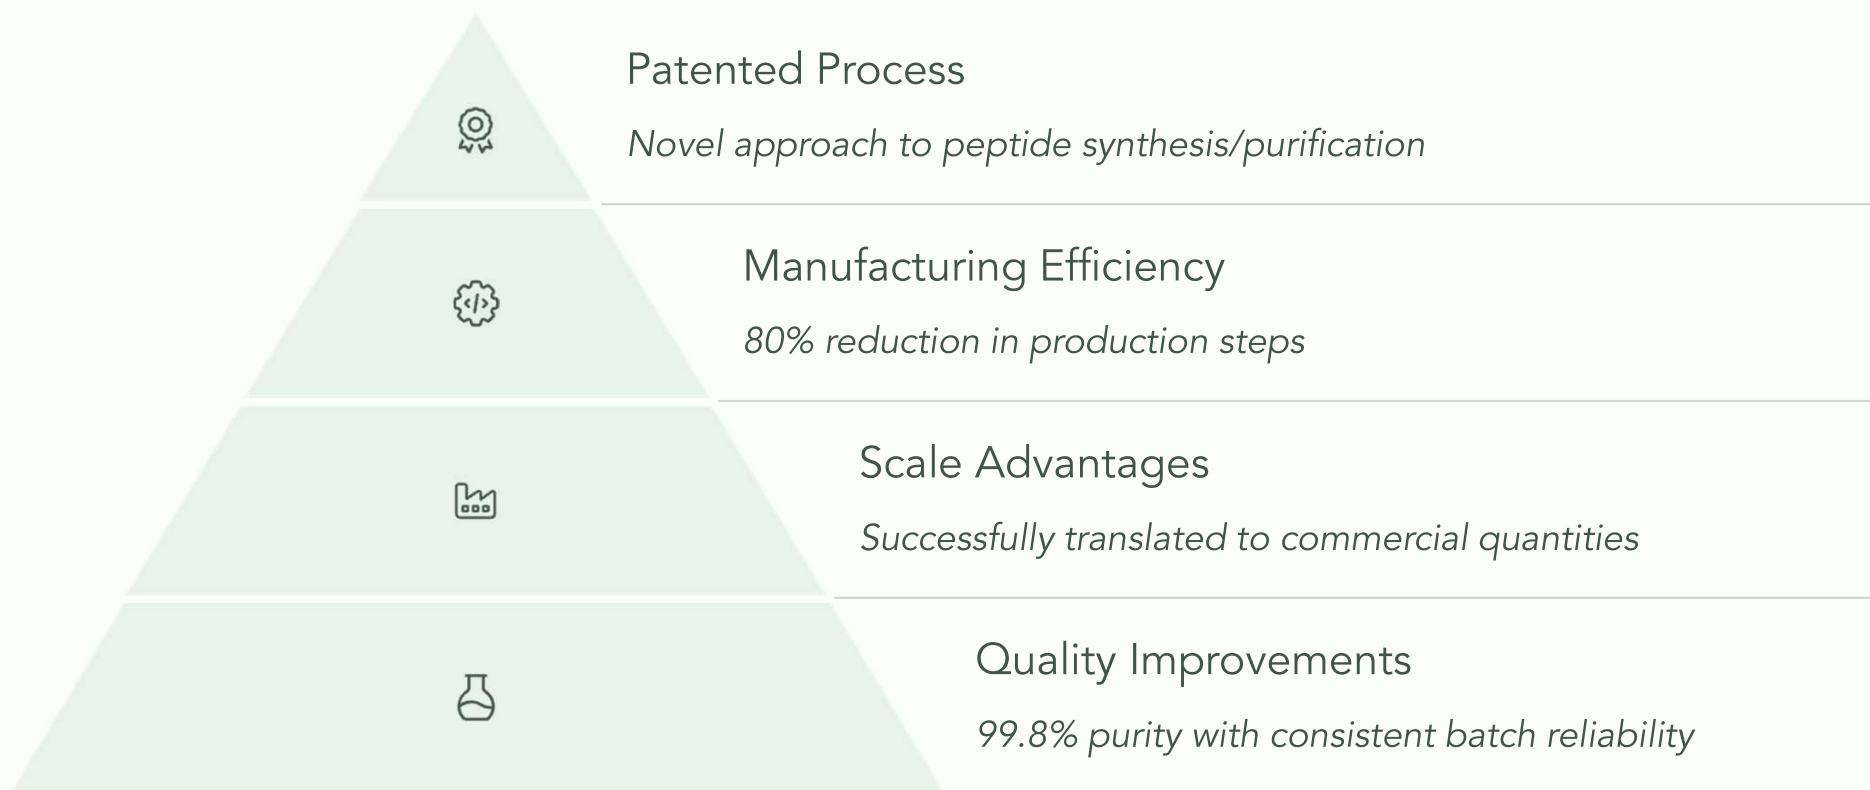 Patented Process
Novel approach to peptide synthesis/purification
Manufacturing Efficiency
80% reduction in production steps
Scale Advantages
Successfully translated to commercial quantities
Quality Improvements
99.8% purity with consistent batch reliability